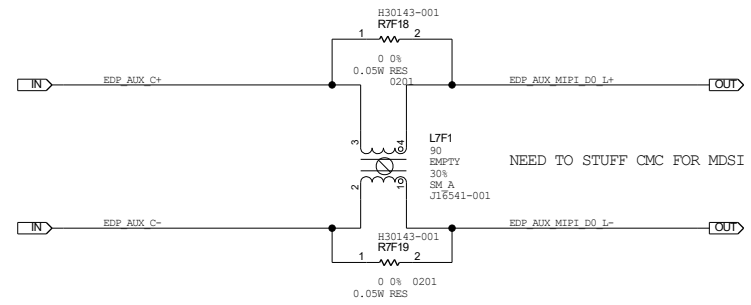 H30143-001
R7F18
1 2
0 0%
0.05W RES
0201
IN EDP_AUX_C+ EDP_AUX_MIPI_D0_L+ OUT
3 4
L7F1
90
EMPTY
30%
SM_A
J16541-001
NEED TO STUFF CMC FOR MDSI
2 1
IN EDP_AUX_C- EDP_AUX_MIPI_D0_L- OUT
H30143-001
R7F19
1 2
0 0% 0201
0.05W RES